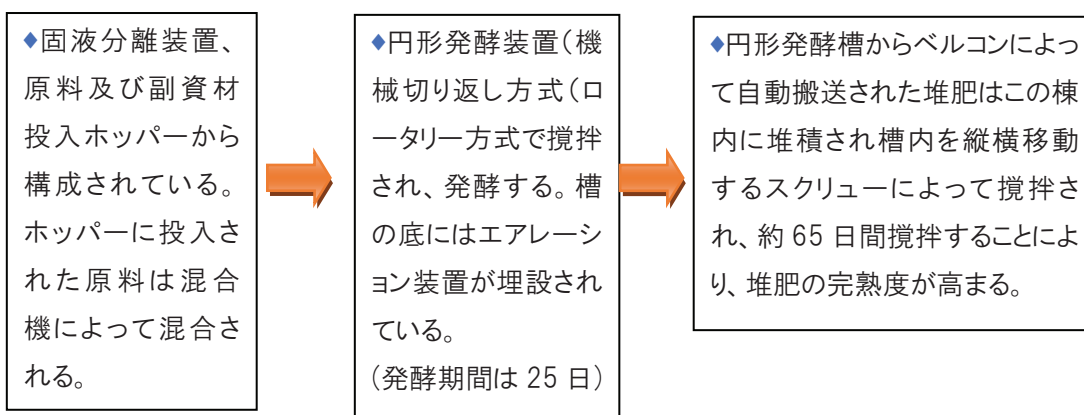 ◆固液分離装置、
原料及び副資材
投入ホッパーから
構成されている。
ホッパーに投入さ
れた原料は混合
機によって混合さ
れる。
◆円形発酵装置（機
械切り返し方式（ロ
ータリー方式で撹拌
され、発酵する。槽
の底にはエアレーシ
ョン装置が埋設され
ている。
（発酵期間は 25 日）
◆円形発酵槽からベルコンによっ
て自動搬送された堆肥はこの棟
内に堆積され槽内を縦横移動
するスクリューによって撹拌さ
れ、約 65 日間撹拌することによ
り、堆肥の完熟度が高まる。